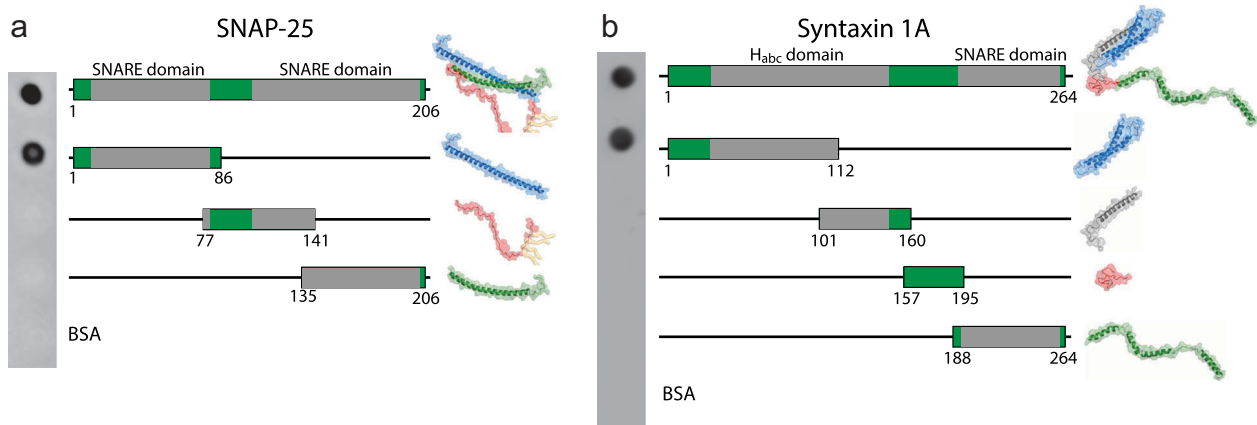 a
SNAP-25
SNARE domain SNARE domain
1 206
1 86
77 141
135 206
BSA
b
Syntaxin 1A
Habc domain SNARE domain
1 264
1 112
101 160
157 195
188 264
BSA